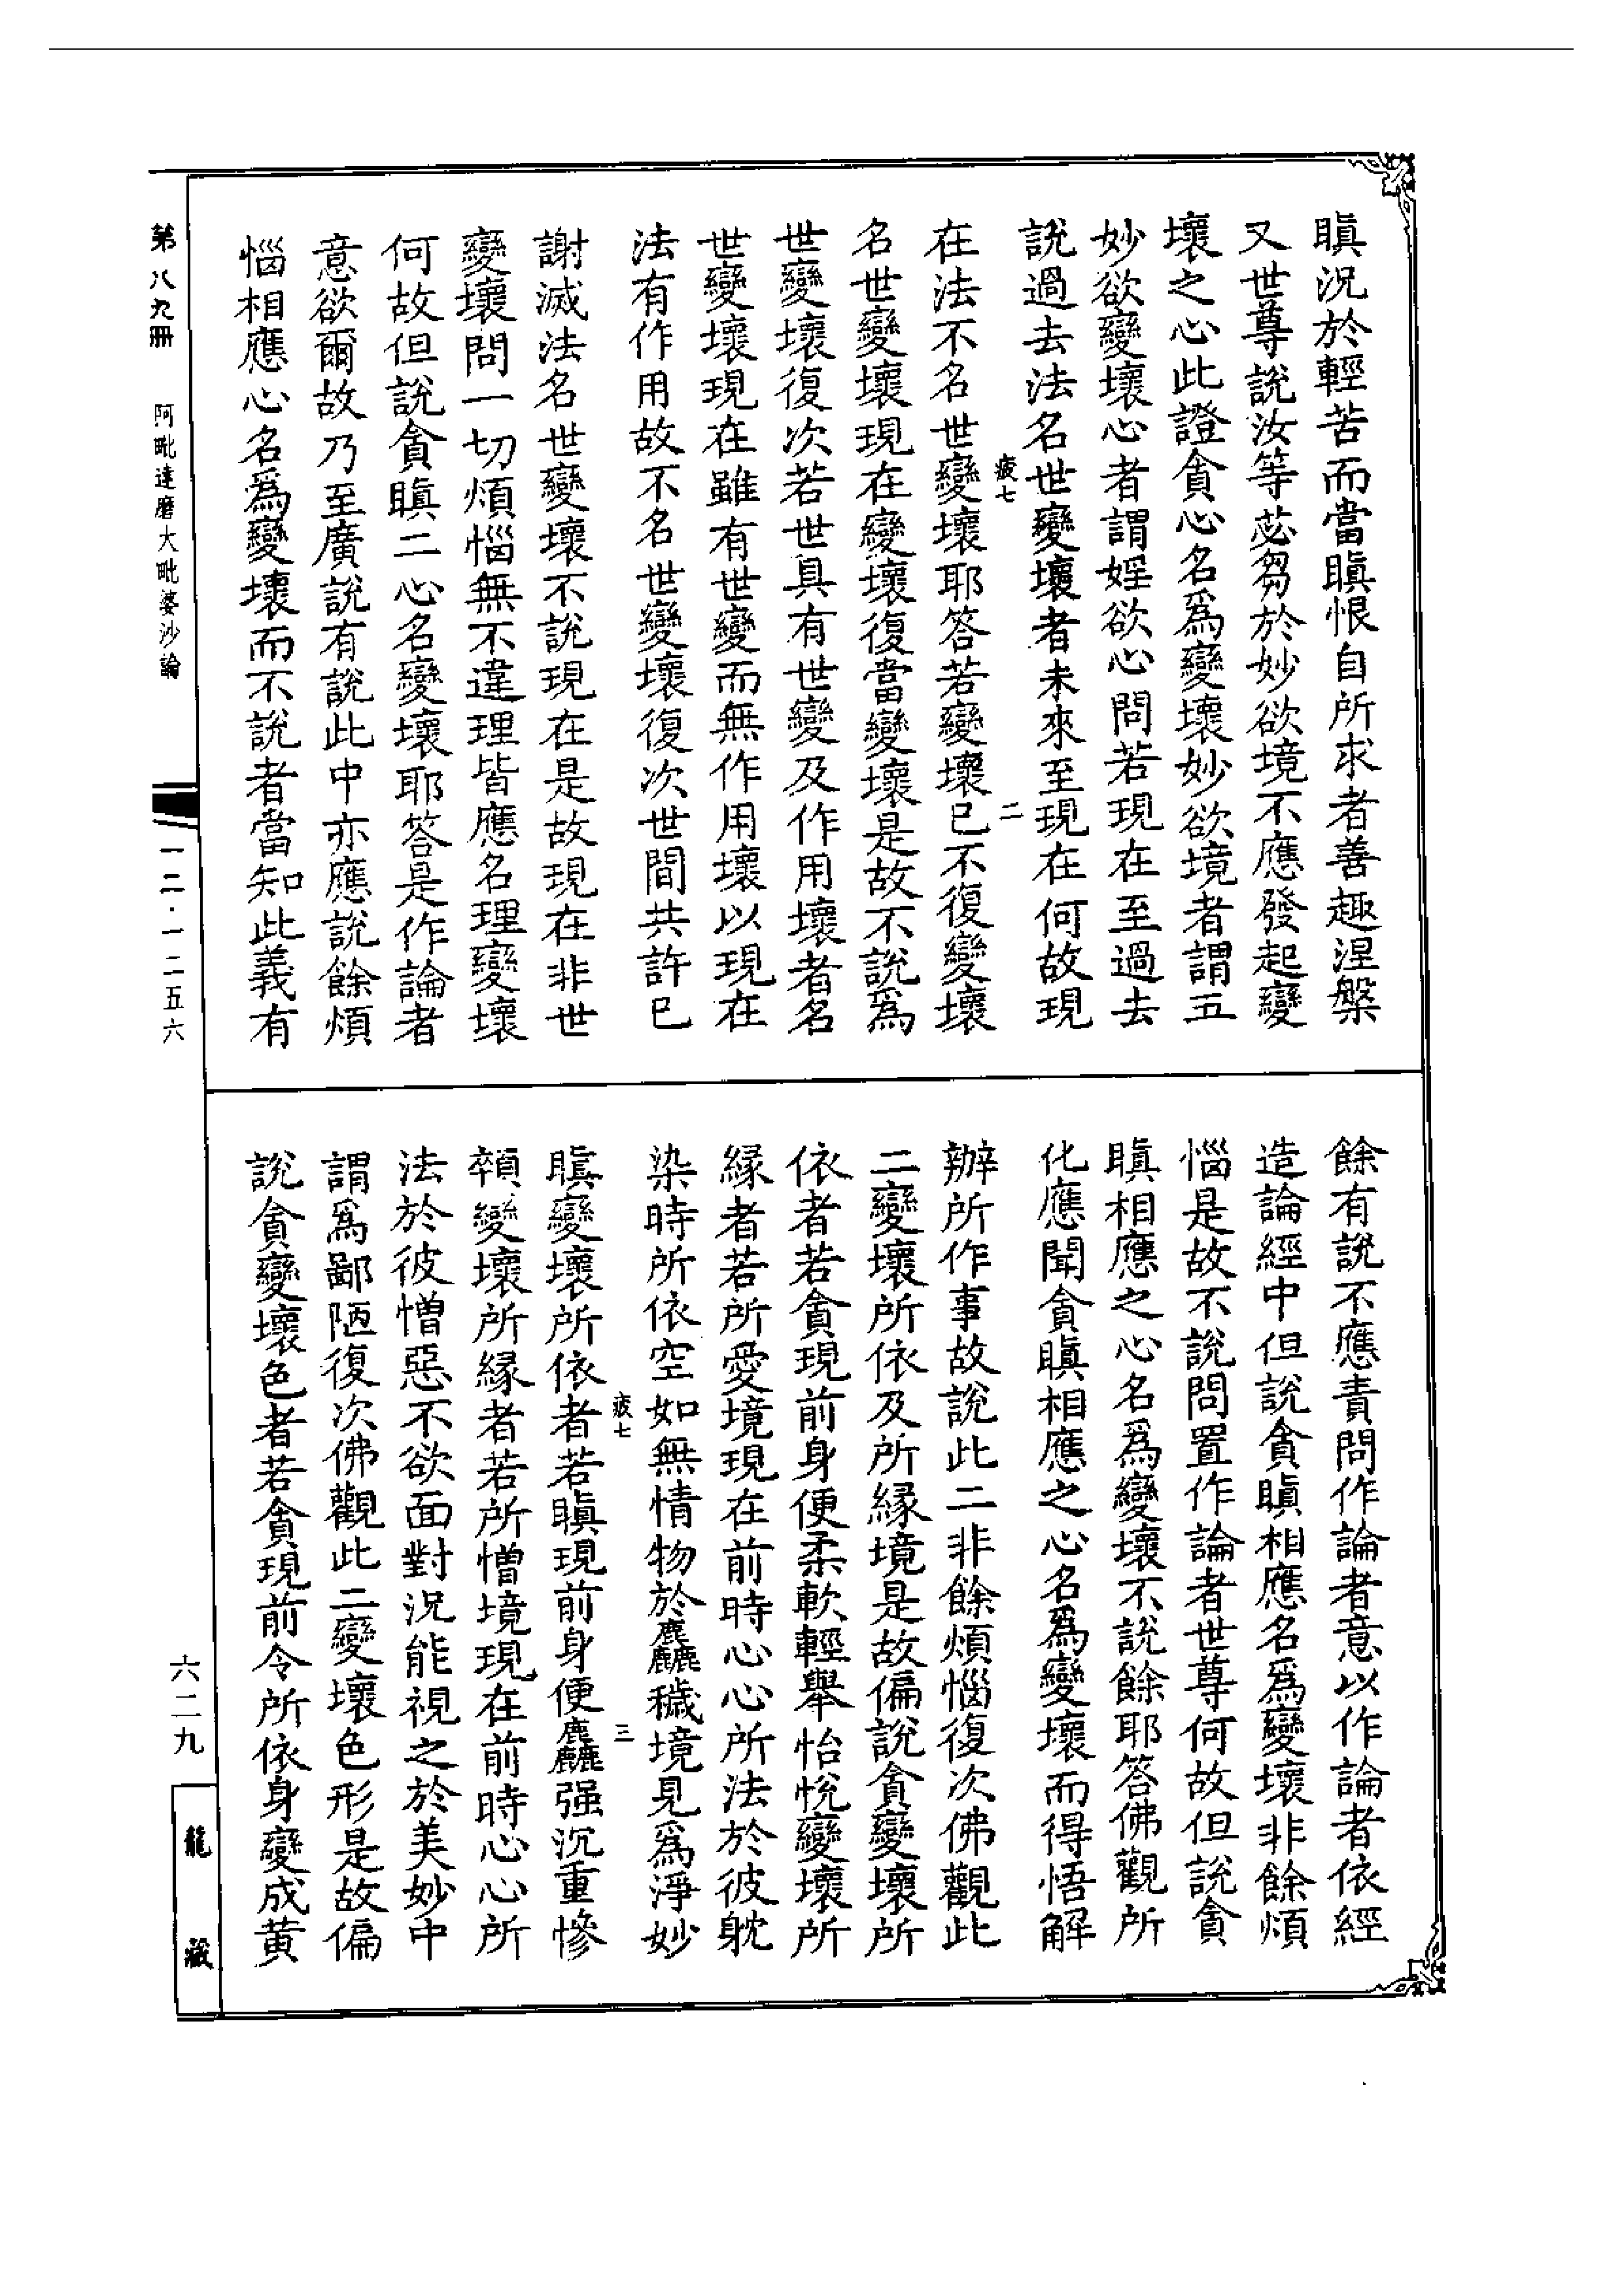 瞋況於輕苦而當瞋恨自所求者善趣涅槃
又世尊說汝等苾芻於妙欲境不應發起變
壞之心此證貪心名爲變壞妙欲境者謂五
妙欲變壞心者謂婬欲心問若現在至過去
說過去法名世變壞者未來至現在何故現
疲七
二
在法不名世變壞耶答若變壞已不復變壞
名世變壞現在變壞復當變壞是故不說爲
世變壞復次若世具有世變及作用壞者名
世變壞現在雖有世變而無作用壞以現在
法有作用故不名世變壞復次世間共許已
謝滅法名世變壞不說現在是故現在非世
變壞問一切煩惱無不違理皆應名理變壞
何故但說貪瞋二心名變壞耶答是作論者
意欲爾故乃至廣說有說此中亦應說餘煩
惱相應心名爲變壞而不說者當知此義有
餘有說不應責問作論者意以作論者依經
造論經中但說貪瞋相應名爲變壞非餘煩
惱是故不說問置作論者世尊何故但說貪
瞋相應之心名爲變壞不說餘耶答佛觀所
化應聞貪瞋相應之心名爲變壞而得悟解
辦所作事故說此二非餘煩惱復次佛觀此
二變壞所依及所緣境是故偏說貪變壞所
依者若貪現前身便柔軟輕舉怡悅變壞所
緣者若所愛境現在前時心心所法於彼躭
染時所依空如無情物於麤穢境見爲淨妙
疲七
三
瞋變壞所依者若瞋現前身便麤强沉重慘
顇變壞所緣者若所憎境現在前時心心所
法於彼憎惡不欲面對況能視之於美妙中
謂爲鄙陋復次佛觀此二變壞色形是故偏
說貪變壞色者若貪現前令所依身變成黄
第八九冊
阿毗達磨大毗婆沙論
一二·一二五六
六二九
龍藏